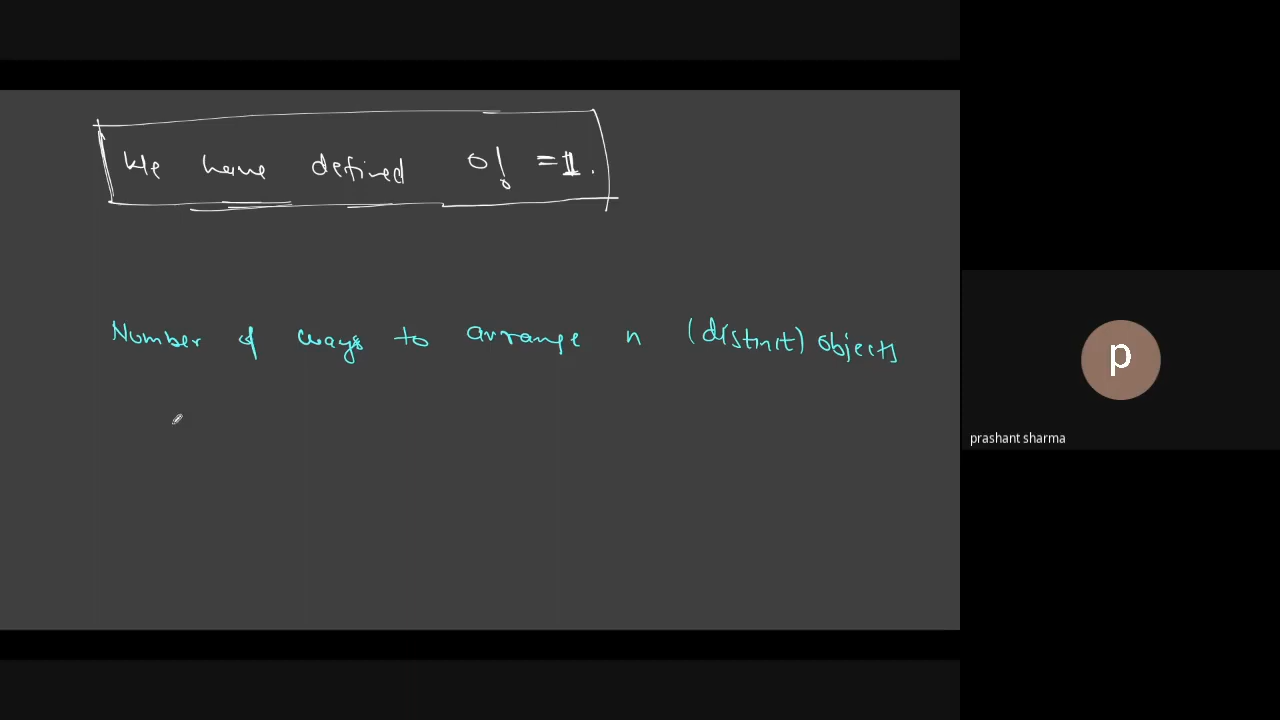 We have defined 0! = 1.
Number of ways to arrange n (distinct) objects
p
prashant sharma